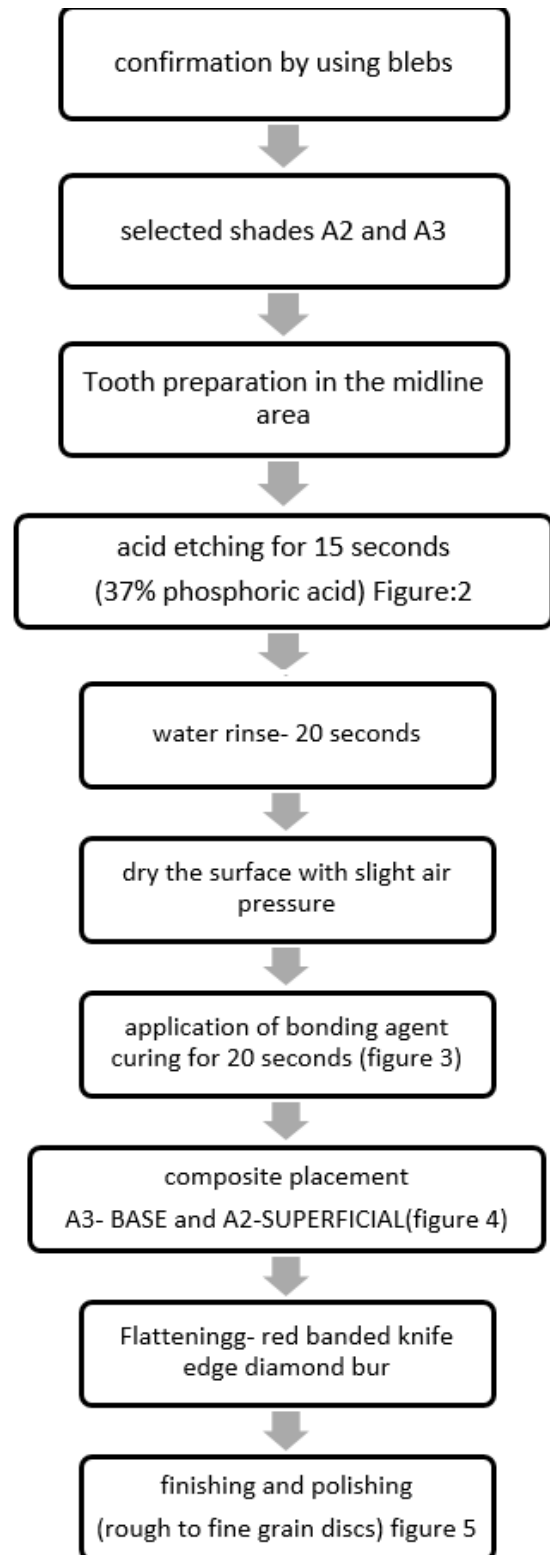 confirmation by using blebs
selected shades A2 and A3
Tooth preparation in the midline
area
acid etching for 15 seconds
(37% phosphoric acid) Figure:2
water rinse- 20 seconds
dry the surface with slight air
pressure
application of bonding agent
curing for 20 seconds (figure 3)
composite placement
A3- BASE and A2-SUPERFICIAL(figure 4)
Flatteningg- red banded knife
edge diamond bur
finishing and polishing
(rough to fine grain discs) figure 5